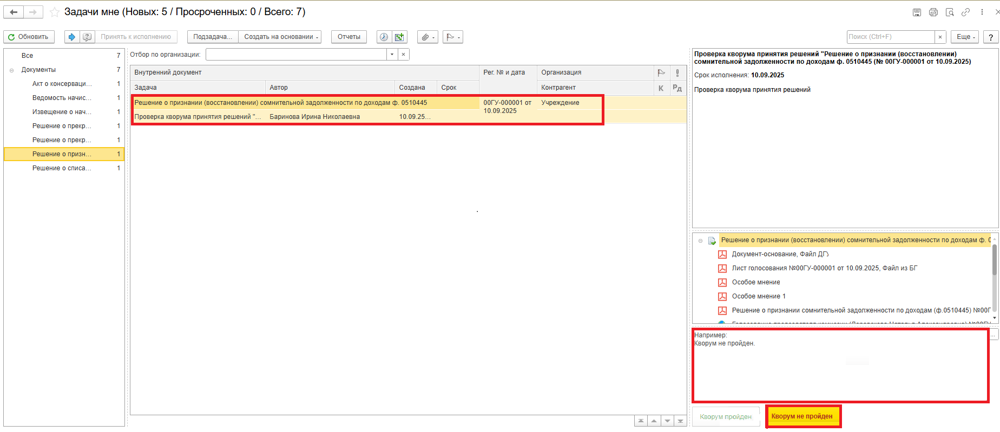 Задачи мне (Новых: 5 / Просроченных: 0 / Всего: 7)
Обновить
Принять к исполнению
Подзадача...
Создать на основании
Отчеты
Поиск (Ctrl+F)
×
Еще
?
Все 7
Документы 7
Акт о консерваци... 1
Ведомость начис... 1
Извещение о нач... 1
Решение о прекр... 1
Решение о прекр... 1
Решение о призн... 1
Решение о списа... 1
Отбор по организации:
×
Внутренний документ
Рег. № и дата
Организация
Задача
Автор
Создана
Срок
Контрагент
К
РД
Решение о признании (восстановлении) сомнительной задолженности по доходам ф. 0510445
00ГУ-000001 от
10.09.2025
Учреждение
Проверка кворума принятия решений "...
Баринова Ирина Николаевна
10.09.25...
Проверка кворума принятия решений "Решение о признании (восстановлении)
сомнительной задолженности по доходам ф. 0510445 (№ 00ГУ-000001 от 10.09.2025)
Срок исполнения: 10.09.2025
Проверка кворума принятия решений
Решение о признании (восстановлении) сомнительной задолженности по доходам ф. 0
Документ-основание, Файл ДГУ
Лист голосования №00ГУ-000001 от 10.09.2025, Файл из БГ
Особое мнение
Особое мнение 1
Решение о признании сомнительной задолженности по доходам (ф.0510445) №00Г
Например:
Кворум не пройден.
...
Кворум пройден
Кворум не пройден